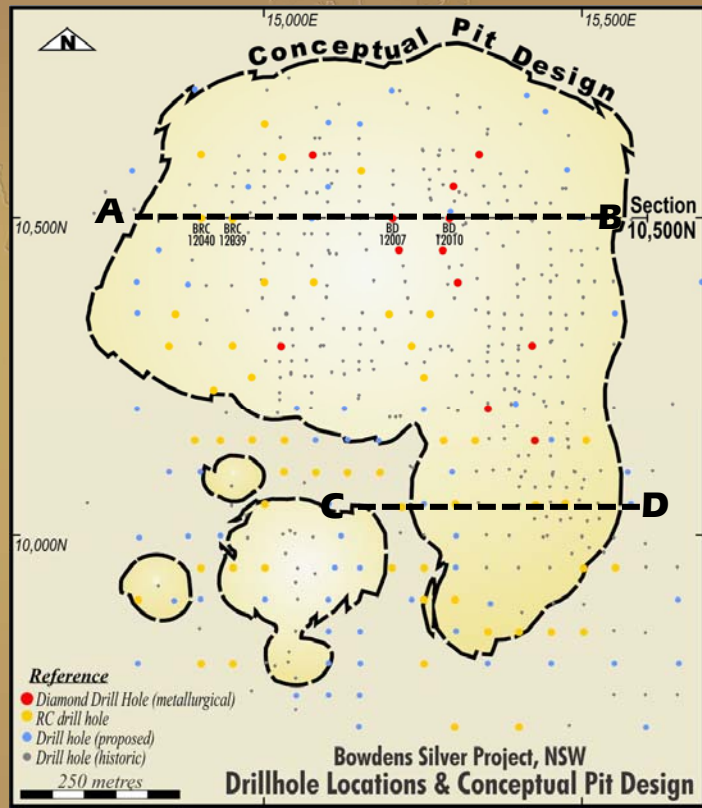 15,000E
15,500E
N
Conceptual Pit Design
A
B
Section
10,500N
10,500N
BRC
12040
BRC
12039
BD
12007
BD
12010
C
D
10,000N
Reference
Diamond Drill Hole (metallurgical)
RC drill hole
Drill hole (proposed)
Drill hole (historic)
250 metres
Bowdens Silver Project, NSW
Drillhole Locations & Conceptual Pit Design